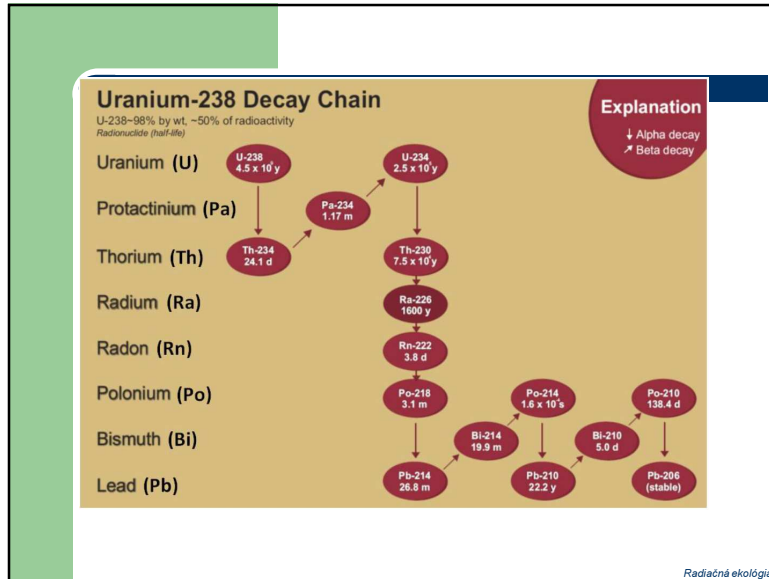 Uranium-238 Decay Chain
U-238~98% by wt, ~50% of radioactivity
Radionuclide (half-life)
Explanation
↓ Alpha decay
↗ Beta decay
Uranium (U)
U-238
4.5 x 10⁹ y
U-234
2.5 x 10⁵ y
Protactinium (Pa)
Pa-234
1.17 m
Thorium (Th)
Th-234
24.1 d
Th-230
7.5 x 10⁴ y
Radium (Ra)
Ra-226
1600 y
Radon (Rn)
Rn-222
3.8 d
Polonium (Po)
Po-218
3.1 m
Po-214
1.6 x 10⁻⁴ s
Po-210
138.4 d
Bismuth (Bi)
Bi-214
19.9 m
Bi-210
5.0 d
Lead (Pb)
Pb-214
26.8 m
Pb-210
22.2 y
Pb-206
(stable)
Radiačná ekológia